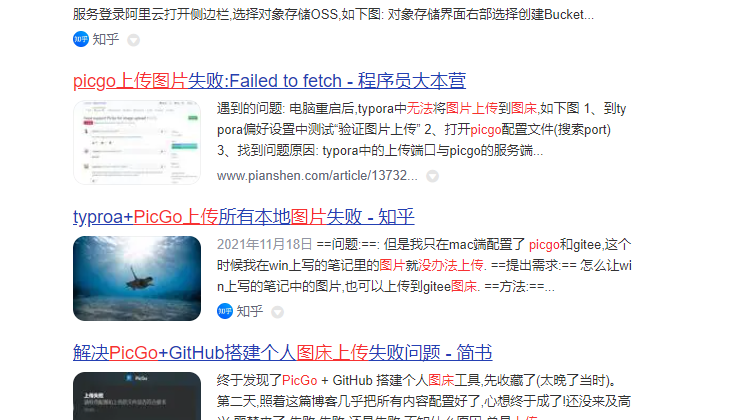 服务登录阿里云打开侧边栏,选择对象存储OSS,如下图: 对象存储界面右部选择创建Bucket...
知乎 知乎
picgo上传图片失败:Failed to fetch - 程序员大本营
遇到的问题: 电脑重启后,typora中无法将图片上传到图床,如下图 1、到ty
pora偏好设置中测试“验证图片上传” 2、打开picgo配置文件(搜索port)
3、找到问题原因: typora中的上传端口与picgo的服务端...
www.pianshen.com/article/13732...
typroa+PicGo上传所有本地图片失败 - 知乎
2021年11月18日 ==问题:==: 但是我只在mac端配置了 picgo和gitee,这个
时候我在win上写的笔记里的图片就没办法上传. ==提出需求:== 怎么让wi
n上写的笔记中的图片,也可以上传到gitee图床. ==方法:==...
知乎 知乎
解决PicGo+GitHub搭建个人图床上传失败问题 - 简书
PicGo
上传失败
终于发现了PicGo + GitHub 搭建个人图床工具,先收藏了(太晚了当时)。
第二天,照着这篇博客几乎把所有内容配置好了,心想终于成了!还没来及高